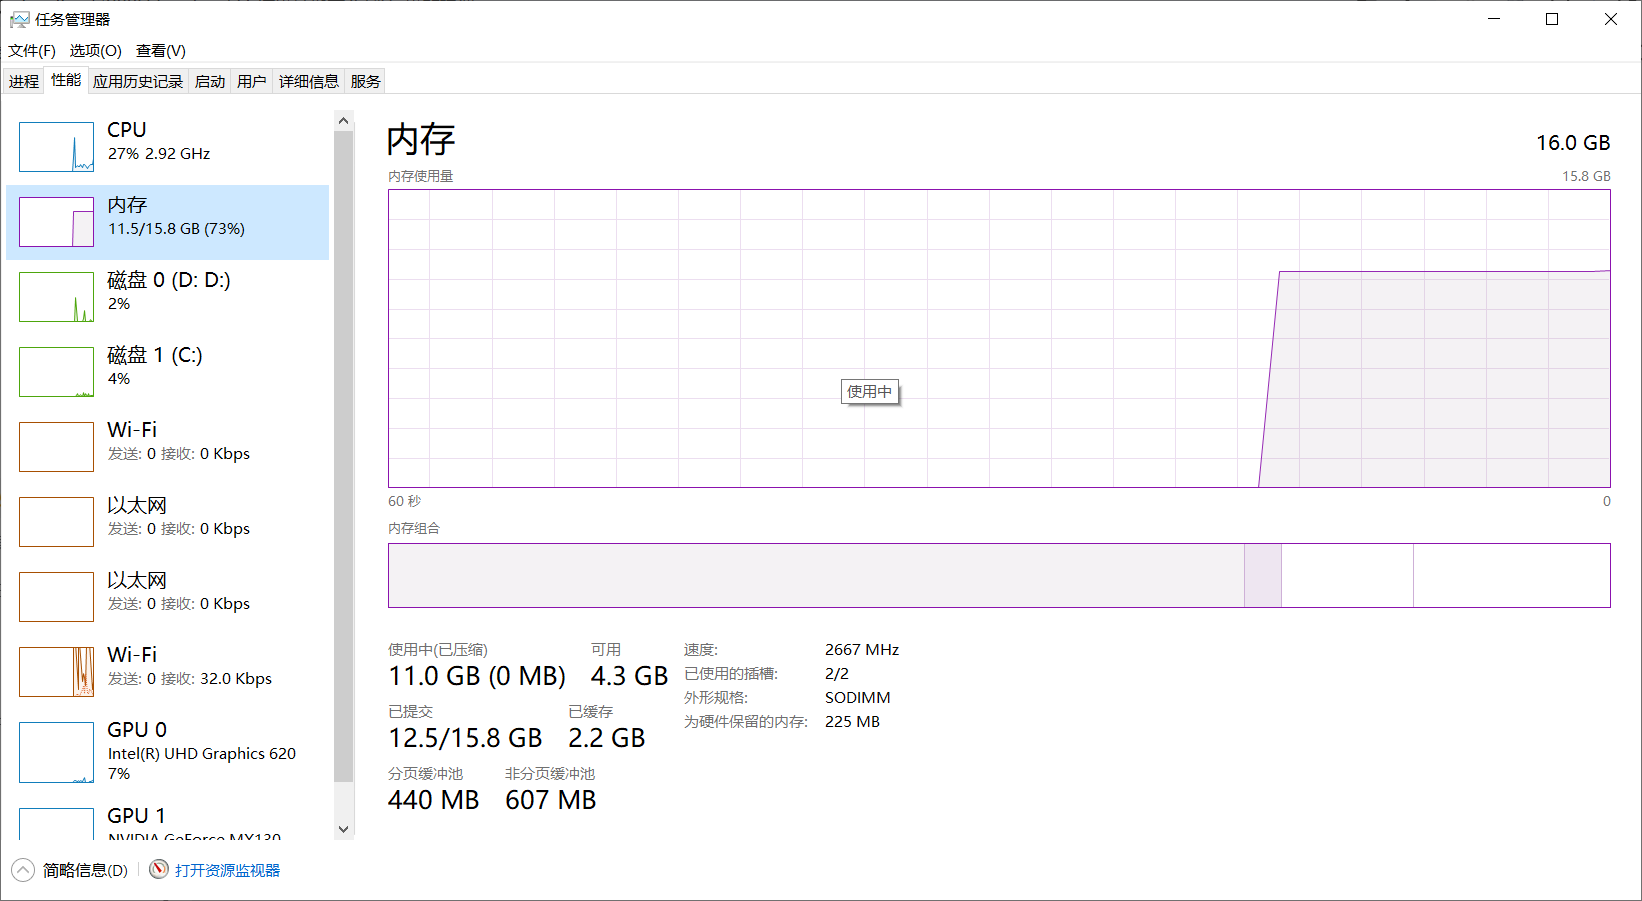 任务管理器
文件(F) 选项(O) 查看(V)
进程 性能 应用历史记录 启动 用户 详细信息 服务
CPU
27% 2.92 GHz
内存
11.5/15.8 GB (73%)
磁盘 0 (D: D:)
2%
磁盘 1 (C:)
4%
Wi-Fi
发送: 0 接收: 0 Kbps
以太网
发送: 0 接收: 0 Kbps
以太网
发送: 0 接收: 0 Kbps
Wi-Fi
发送: 0 接收: 32.0 Kbps
GPU 0
Intel(R) UHD Graphics 620
7%
GPU 1
NVIDIA GeForce MX130
内存
16.0 GB
内存使用量
15.8 GB
使用中
60 秒
0
内存组合
使用中(已压缩)
11.0 GB (0 MB)
可用
4.3 GB
已提交
12.5/15.8 GB
已缓存
2.2 GB
分页缓冲池
440 MB
非分页缓冲池
607 MB
速度: 2667 MHz
已使用的插槽: 2/2
外形规格: SODIMM
为硬件保留的内存: 225 MB
简略信息(D)
打开资源监视器